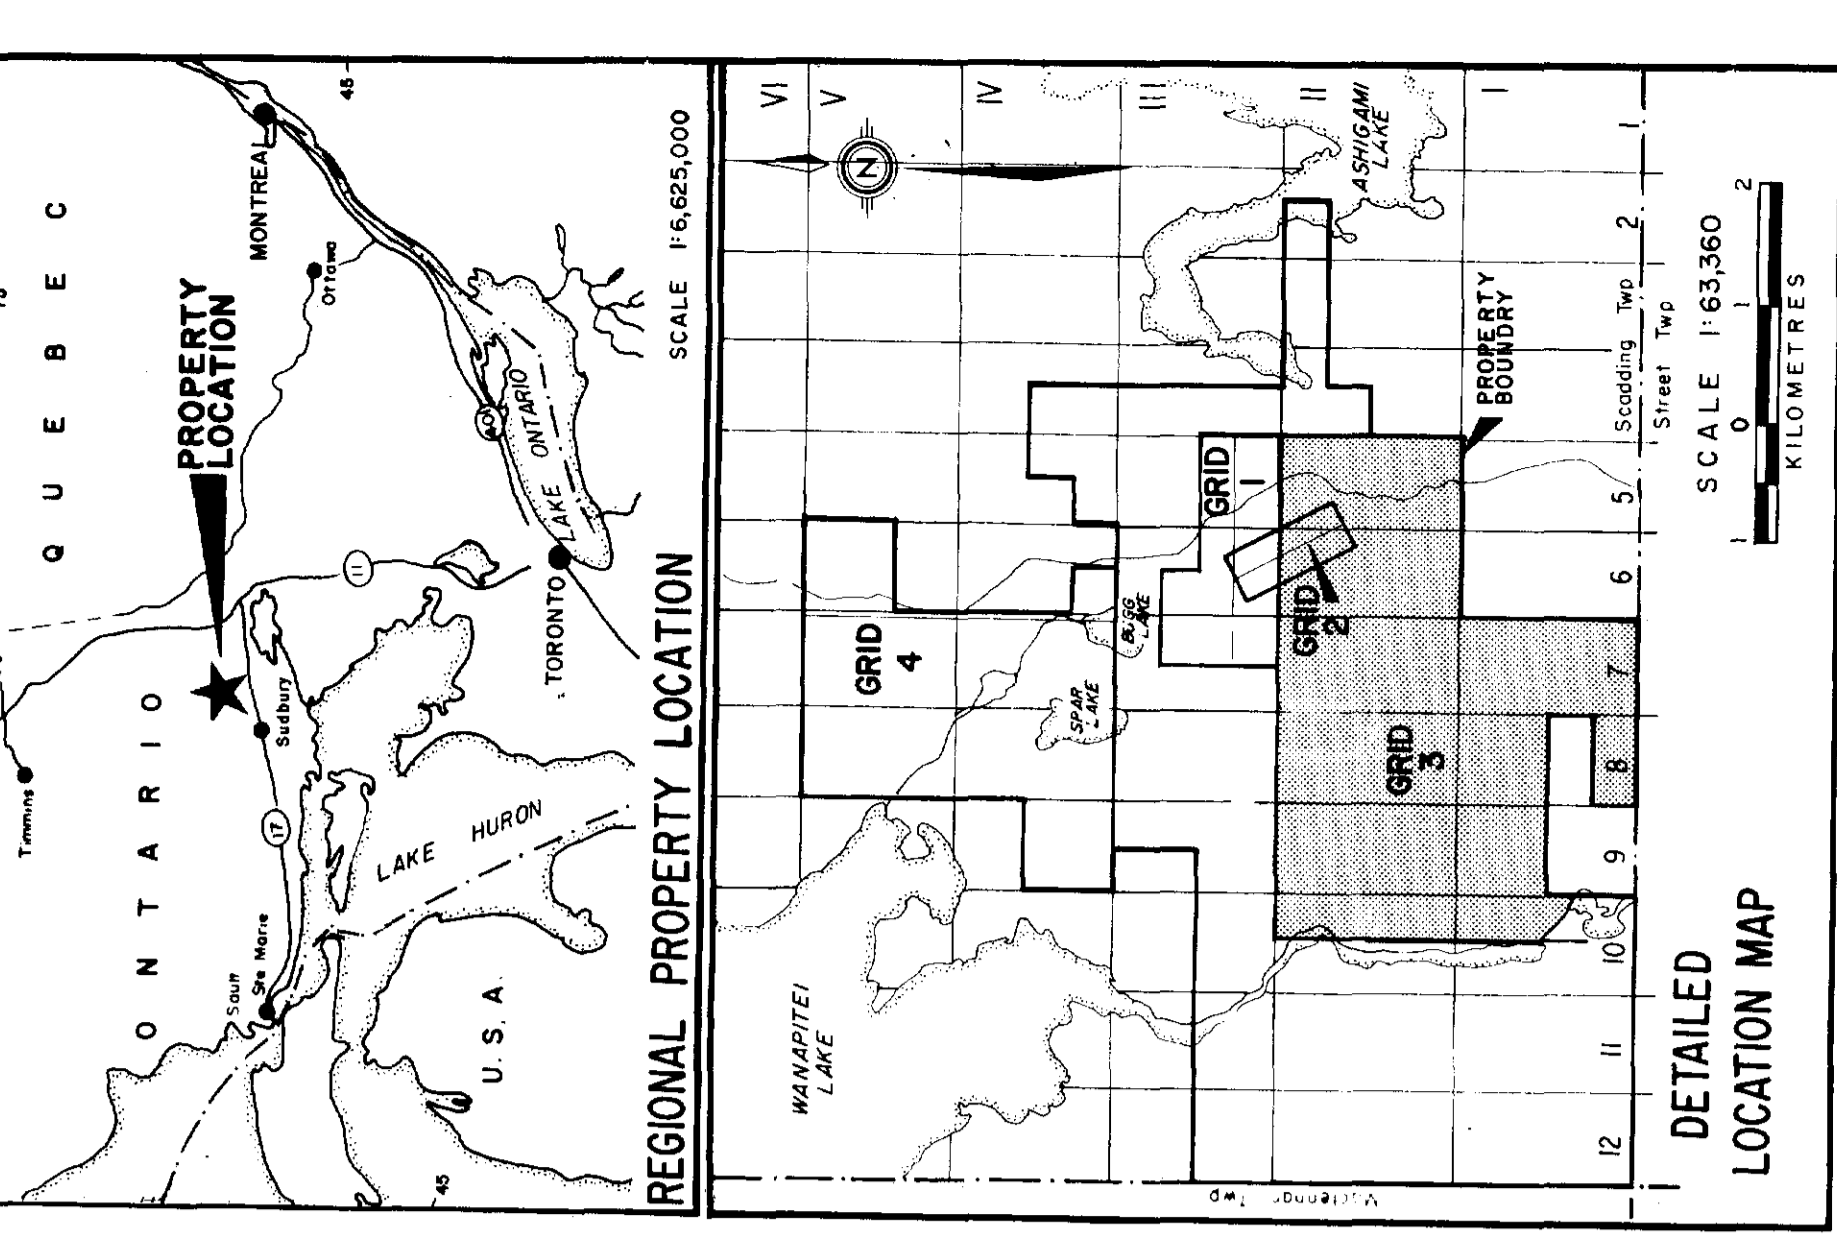 QUEBEC
ONTARIO
Timmins
PROPERTY
LOCATION
MONTREAL
Ottawa
Sudbury
Sault
Ste Marie
17
11
401
TORONTO
LAKE ONTARIO
LAKE HURON
U.S.A.
45
45
SCALE 1:6,625,000
REGIONAL PROPERTY LOCATION
VI
V
IV
III
II
I
N
ASHIGAMI
LAKE
WANAPITEI
LAKE
GRID
4
SPAR
LAKE
BUGG
LAKE
GRID
1
GRID
2
GRID
3
PROPERTY
BOUNDRY
12
11
10
9
8
7
6
5
2
1
Scadding Twp
Street Twp
DETAILED
LOCATION MAP
SCALE 1:63,360
1 0 1 2
KILOMETRES